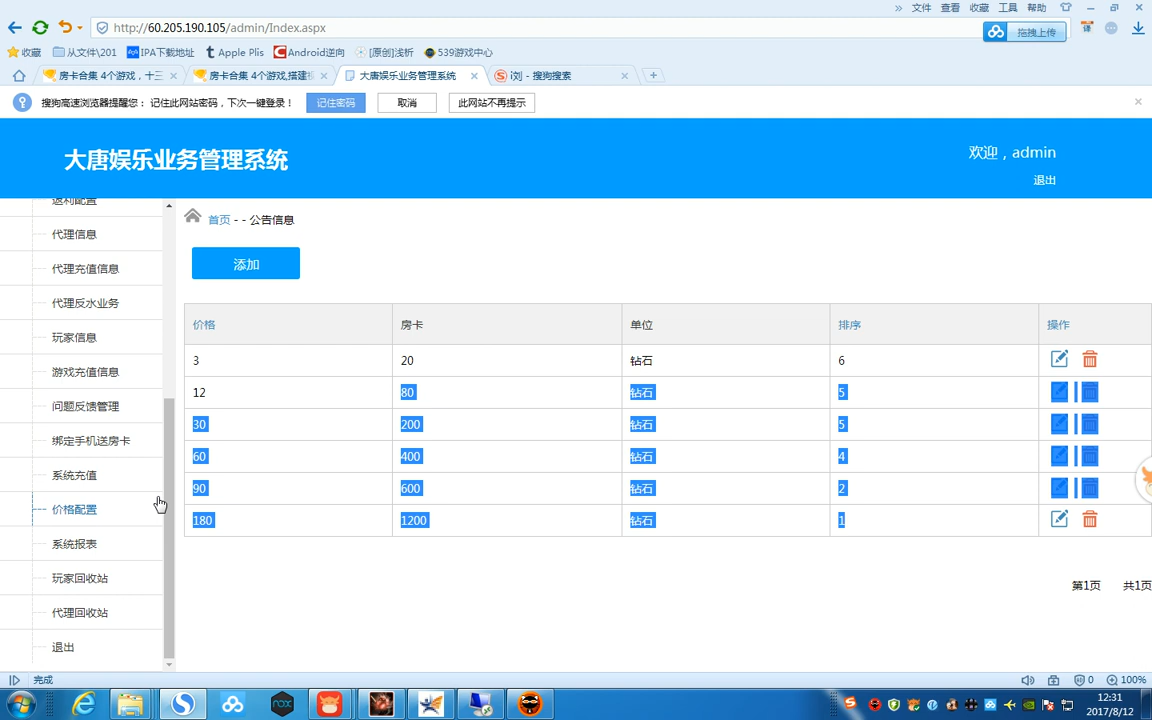 » 文件 查看 收藏 工具 帮助
http://60.205.190.105/admin/Index.aspx
拖拽上传
收藏 从文件\201 IPA下载地址 Apple Plis Android逆向 [原创]浅析 539游戏中心
房卡合集 4个游戏，十三 房卡合集 4个游戏,搭建 大唐娱乐业务管理系统 i刘 - 搜狗搜索
搜狗高速浏览器提醒您： 记住此网站密码，下次一键登录！ 记住密码 取消 此网站不再提示
大唐娱乐业务管理系统
欢迎，admin
退出
返利配置
代理信息
代理充值信息
代理反水业务
玩家信息
游戏充值信息
问题反馈管理
绑定手机送房卡
系统充值
价格配置
系统报表
玩家回收站
代理回收站
退出
首页 - - 公告信息
添加
价格 房卡 单位 排序 操作
3 20 钻石 6
12 80 钻石 5
30 200 钻石 5
60 400 钻石 4
90 600 钻石 2
180 1200 钻石 1
第1页 共1页
完成
0 100%
nox
12:31
2017/8/12